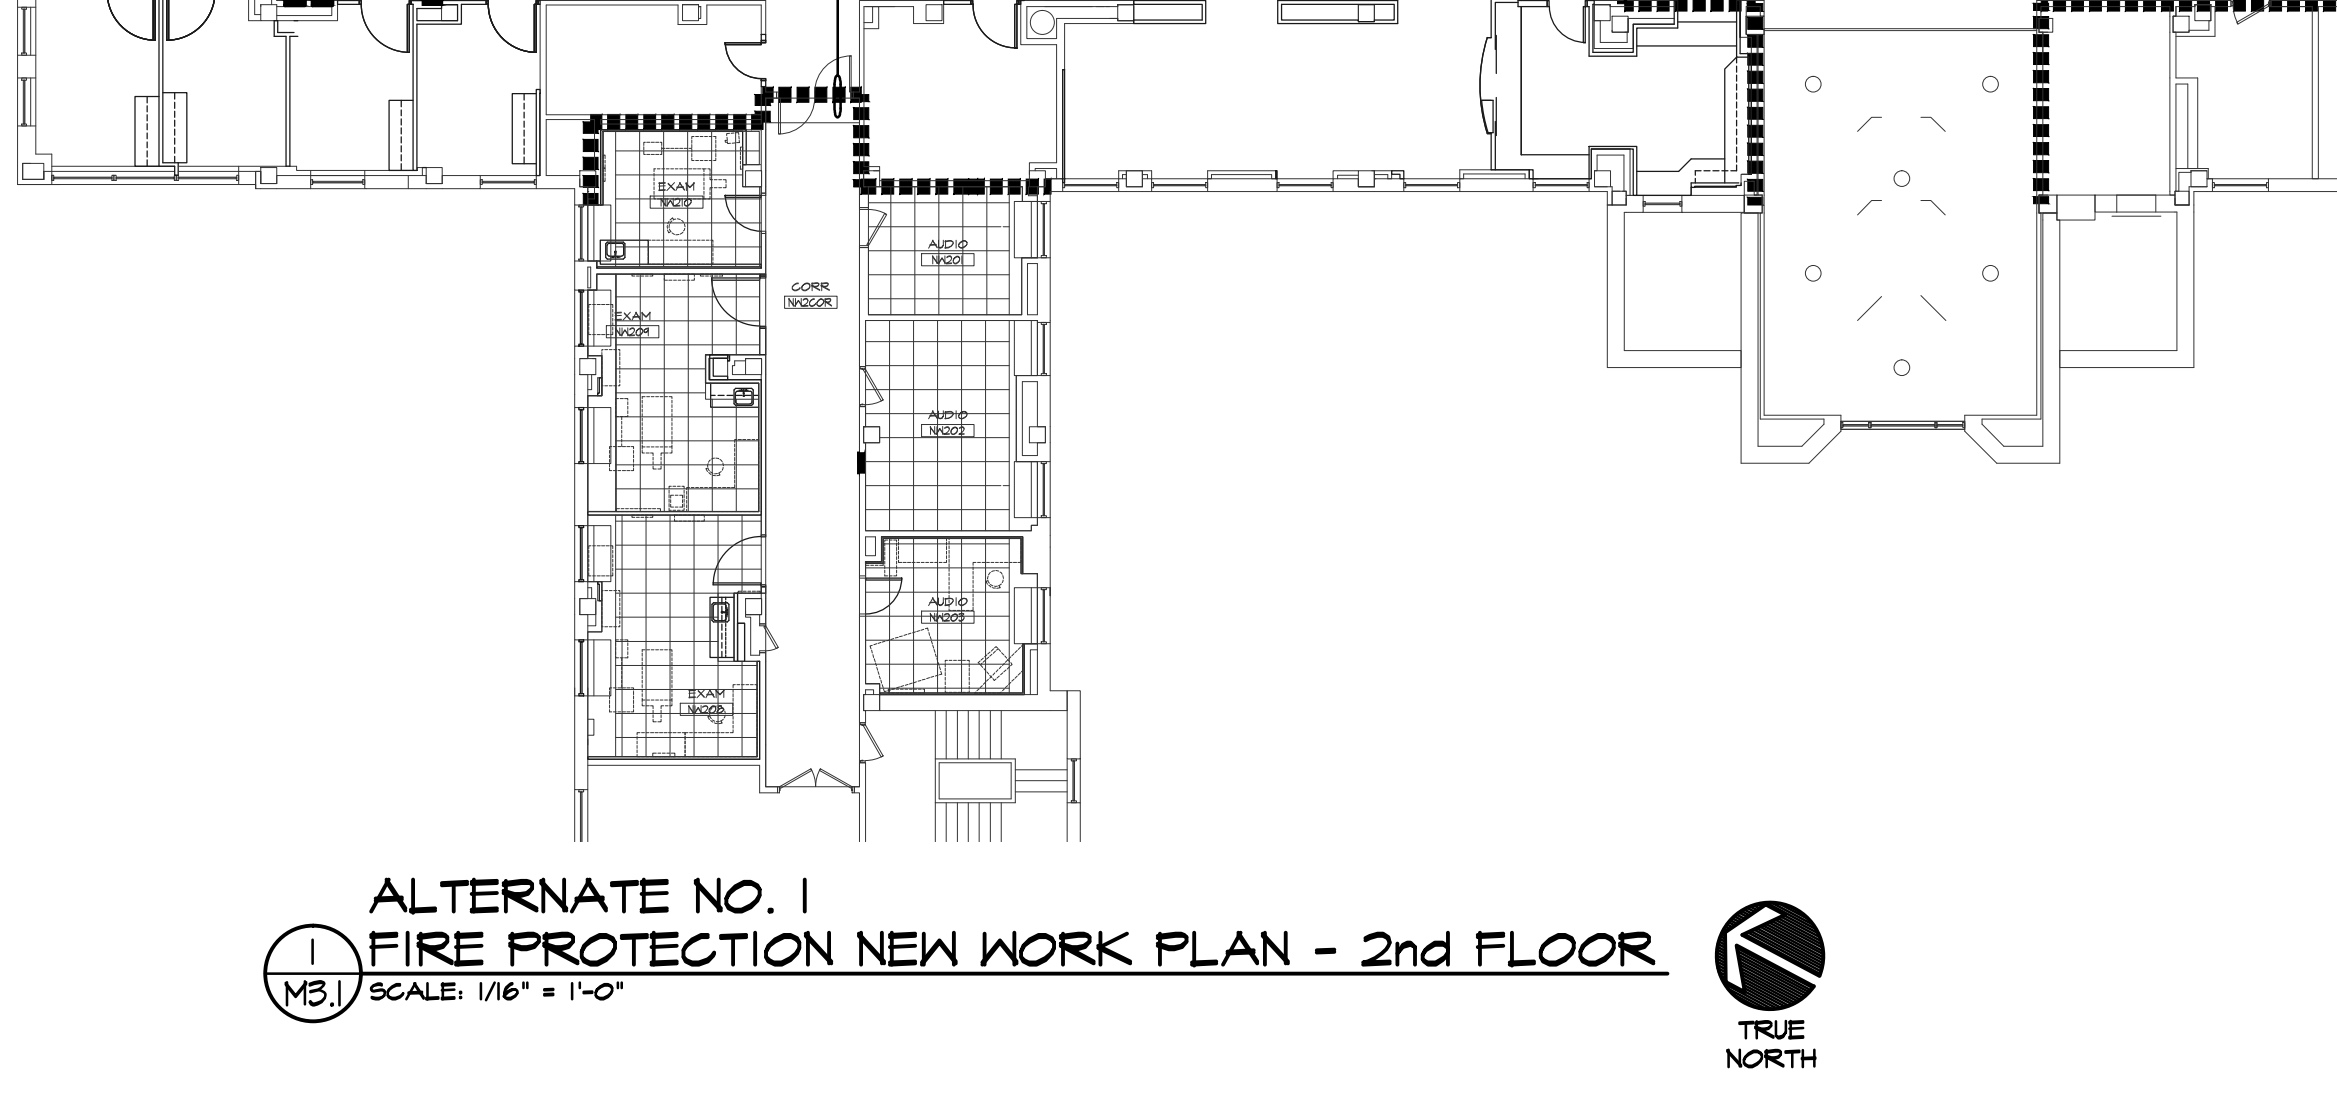 EXAM
NW210
AUDIO
NW201
CORR
NW2COR
EXAM
NW209
AUDIO
NW202
AUDIO
NW203
EXAM
NW208
ALTERNATE NO. 1
1
FIRE PROTECTION NEW WORK PLAN - 2nd FLOOR
M3.1
SCALE: 1/16" = 1'-0"
TRUE
NORTH